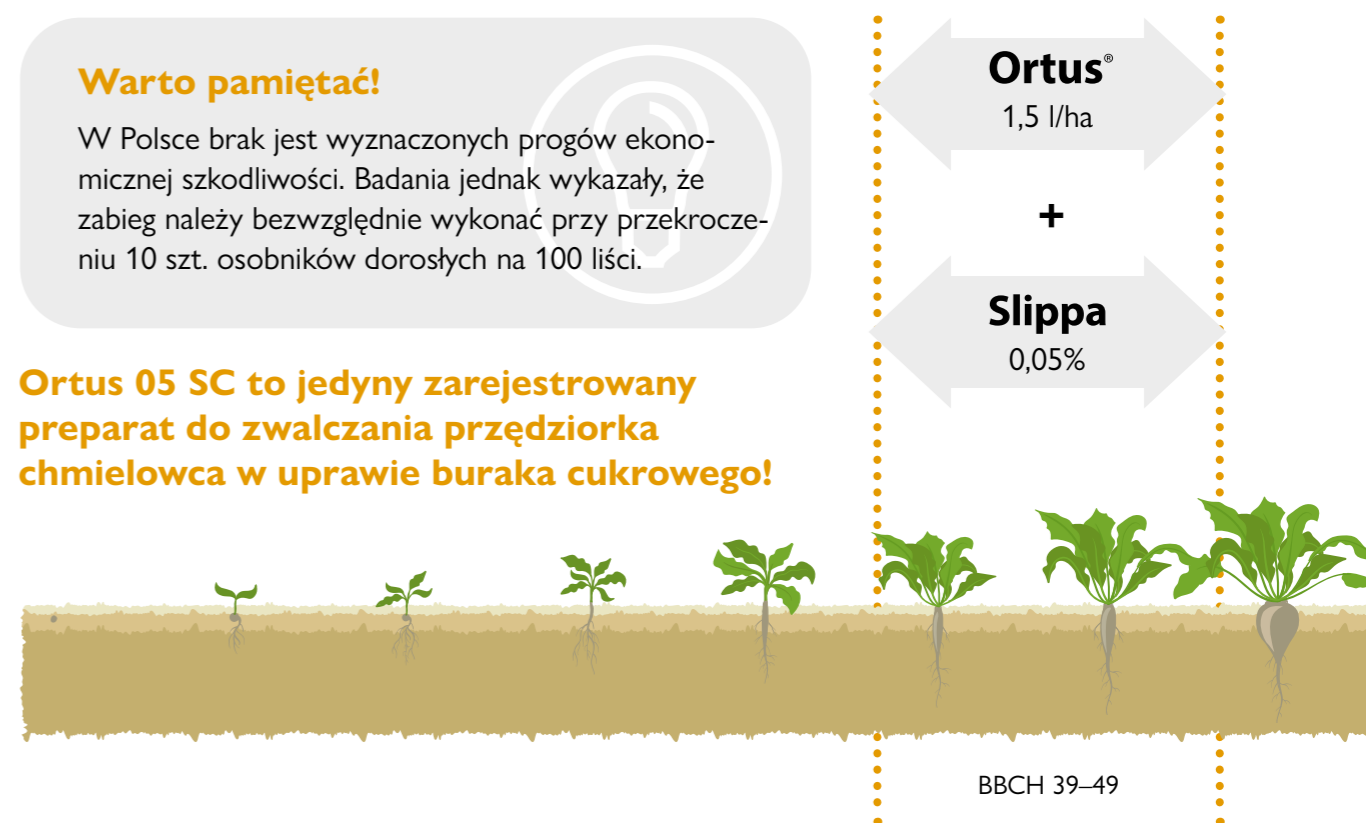 Warto pamiętać!
W Polsce brak jest wyznaczonych progów ekono-
micznej szkodliwości. Badania jednak wykazały, że
zabieg należy bezwzględnie wykonać przy przekrocze-
niu 10 szt. osobników dorosłych na 100 liści.
Ortus 05 SC to jedyny zarejestrowany
preparat do zwalczania przędziorka
chmielowca w uprawie buraka cukrowego!
Ortus®
1,5 l/ha
+
Slippa
0,05%
BBCH 39–49